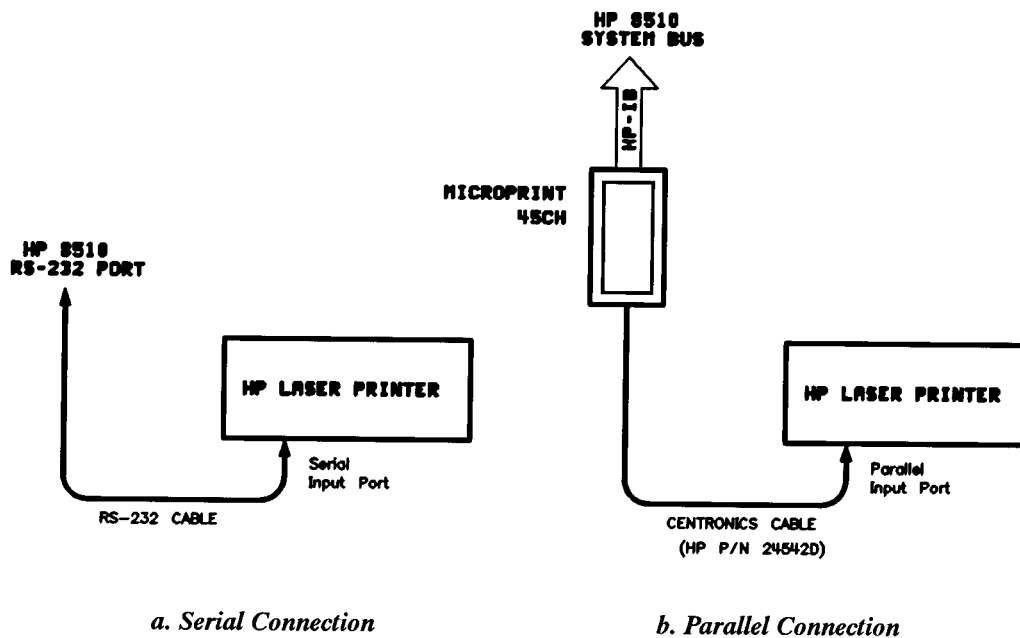 HP 8510
SYSTEM BUS
HP-IB
MICROPRINT
45CH
HP 8510
RS-232 PORT
HP LASER PRINTER
HP LASER PRINTER
Serial
Input Port
Parallel
Input Port
RS-232 CABLE
CENTRONICS CABLE
(HP P/N 24542D)
a. Serial Connection
b. Parallel Connection